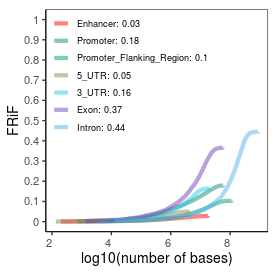 FRiF
1
0.9
0.8
0.7
0.6
0.5
0.4
0.3
0.2
0.1
0
Enhancer: 0.03
Promoter: 0.18
Promoter_Flanking_Region: 0.1
5_UTR: 0.05
3_UTR: 0.16
Exon: 0.37
Intron: 0.44
2 4 6 8
log10(number of bases)